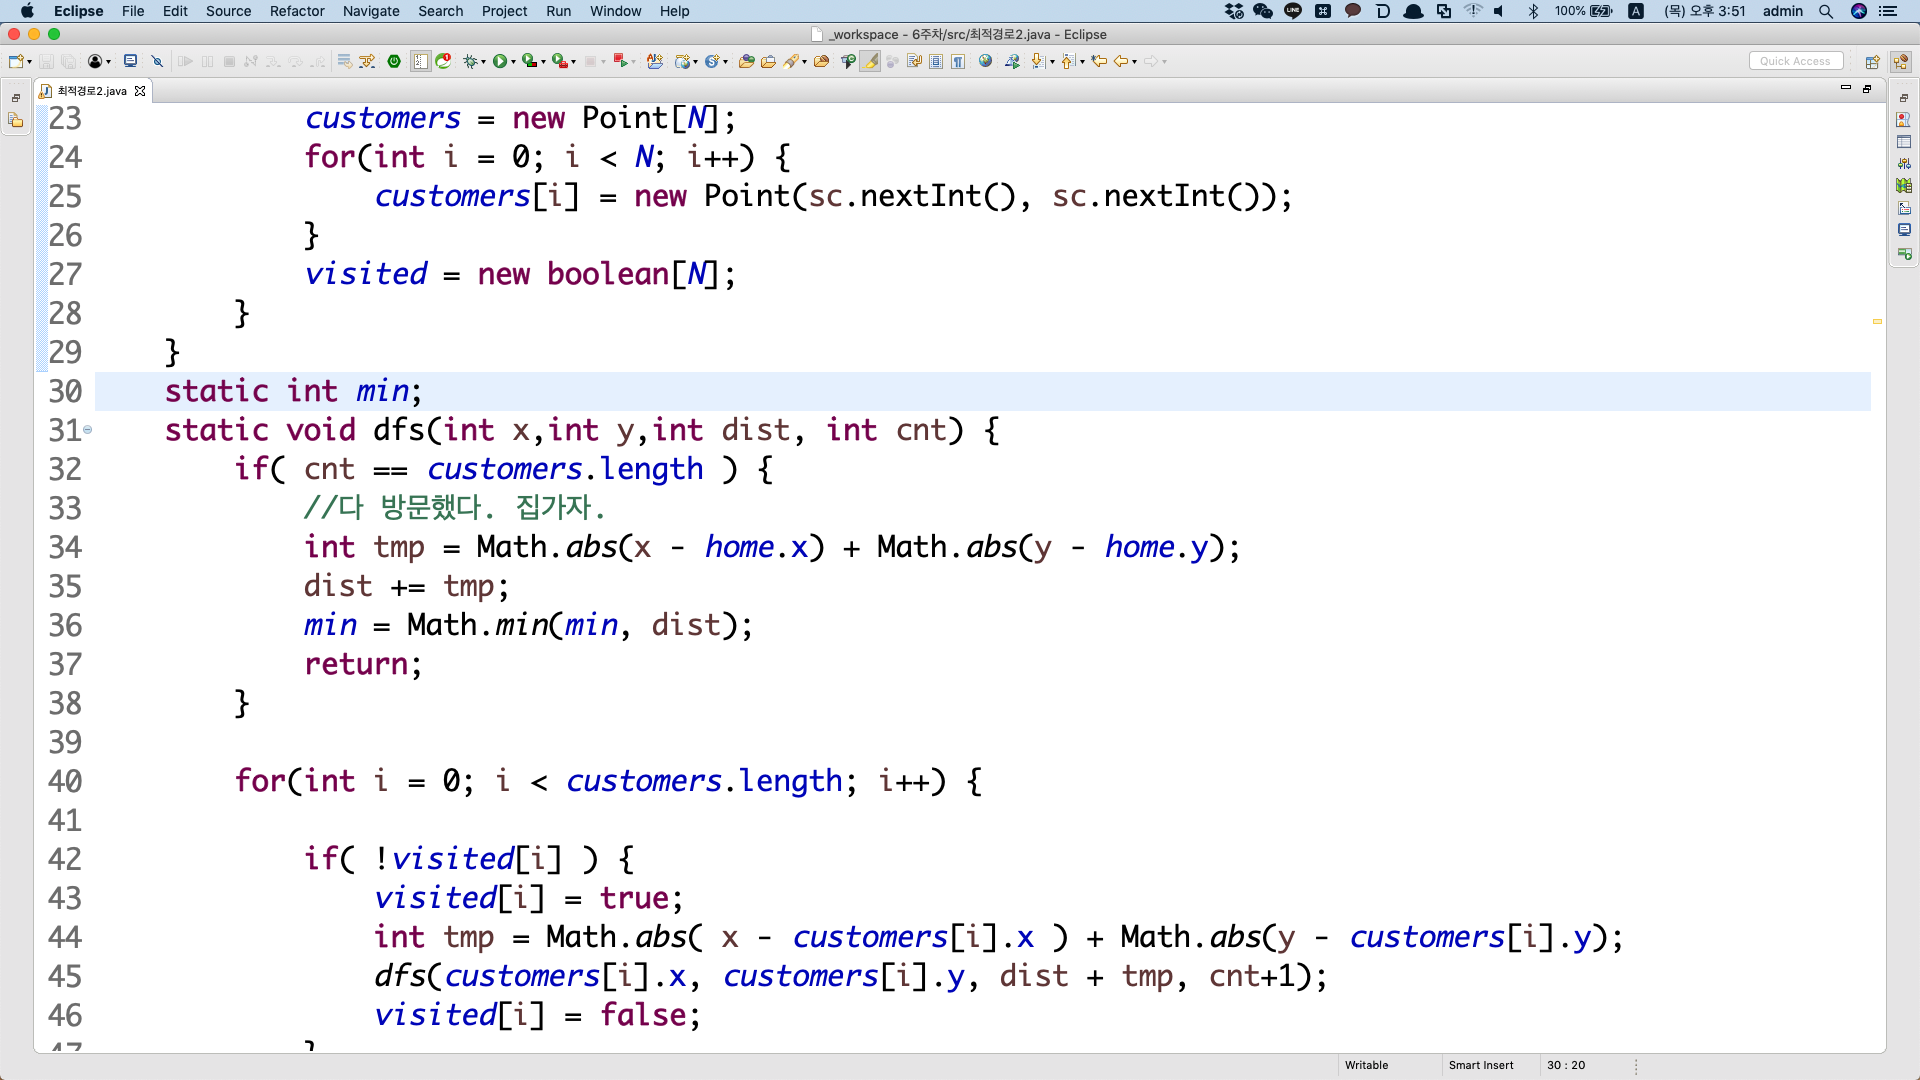 Eclipse File Edit Source Refactor Navigate Search Project Run Window Help 100% A (목) 오후 3:51 admin
_workspace - 6주차/src/최적경로2.java - Eclipse
Quick Access
최적경로2.java
23 customers = new Point[N];
24 for(int i = 0; i < N; i++) {
25 customers[i] = new Point(sc.nextInt(), sc.nextInt());
26 }
27 visited = new boolean[N];
28 }
29 }
30 static int min;
31 static void dfs(int x,int y,int dist, int cnt) {
32 if( cnt == customers.length ) {
33 //다 방문했다. 집가자.
34 int tmp = Math.abs(x - home.x) + Math.abs(y - home.y);
35 dist += tmp;
36 min = Math.min(min, dist);
37 return;
38 }
39
40 for(int i = 0; i < customers.length; i++) {
41
42 if( !visited[i] ) {
43 visited[i] = true;
44 int tmp = Math.abs( x - customers[i].x ) + Math.abs(y - customers[i].y);
45 dfs(customers[i].x, customers[i].y, dist + tmp, cnt+1);
46 visited[i] = false;
47 }
Writable Smart Insert 30 : 20